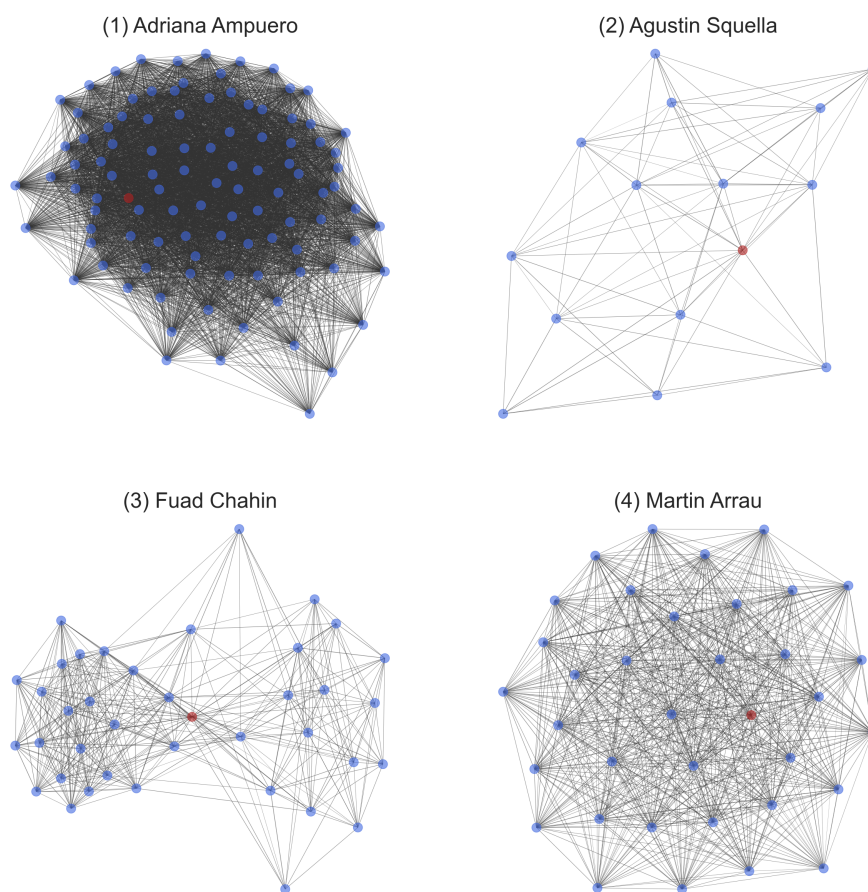 (1) Adriana Ampuero
(2) Agustin Squella
(3) Fuad Chahin
(4) Martin Arrau